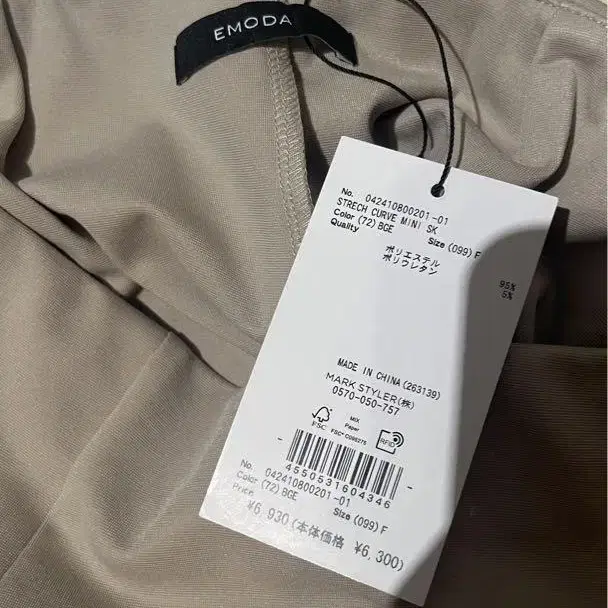 EMODA
No. 042410800201-01
STRECH CURVE MINI SK
Color (72)BGE Size (099)F
Quality
ポリエステル 95%
ポリウレタン 5%
MADE IN CHINA(263139)
MARK STYLER(株)
0570-050-757
FSC
MIX
Paper
FSC® C095275
RFID
4550531604346
No. 042410800201-01
Color (72)BGE Size (099)F
Price
¥6,930(本体価格 ¥6,300)